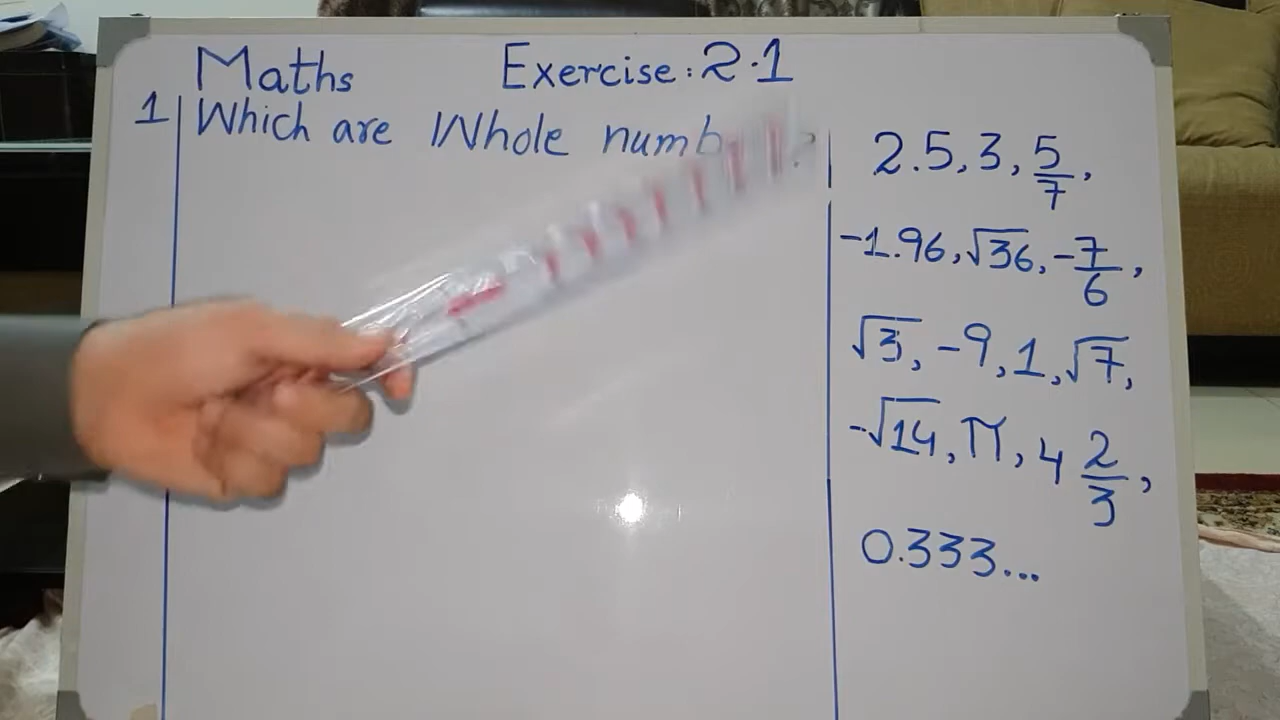 Maths Exercise: 2.1
1 Which are Whole
2.5, 3, 5/7,
-1.96, √36, -7/6,
√3, -9, 1, √7,
-√14, π, 4 2/3,
0.333...